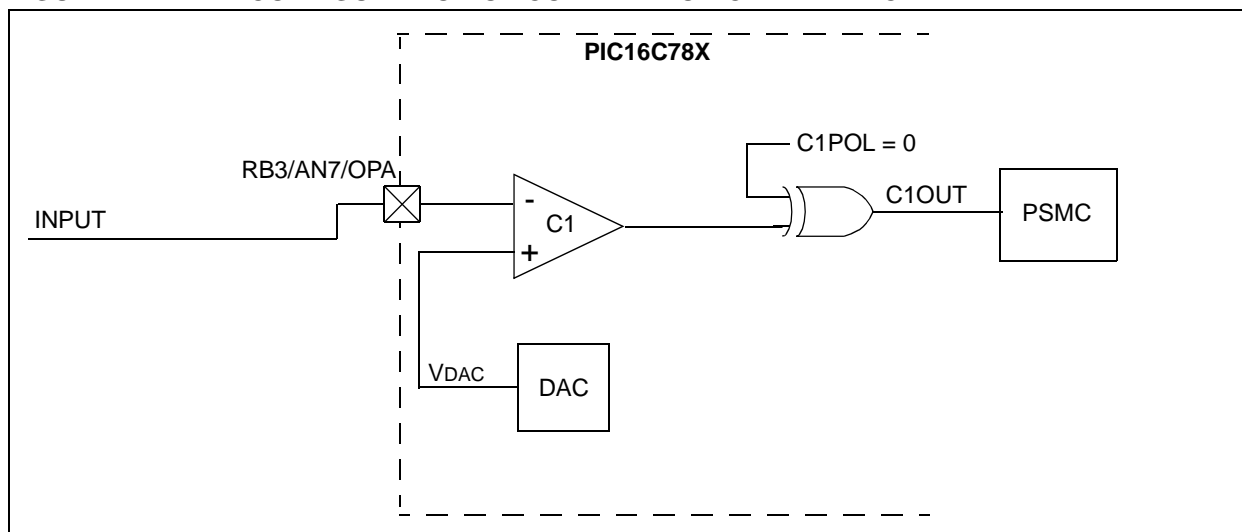 PIC16C78X
C1POL = 0
RB3/AN7/OPA
C1OUT
INPUT
-
C1
+
PSMC
VDAC
DAC